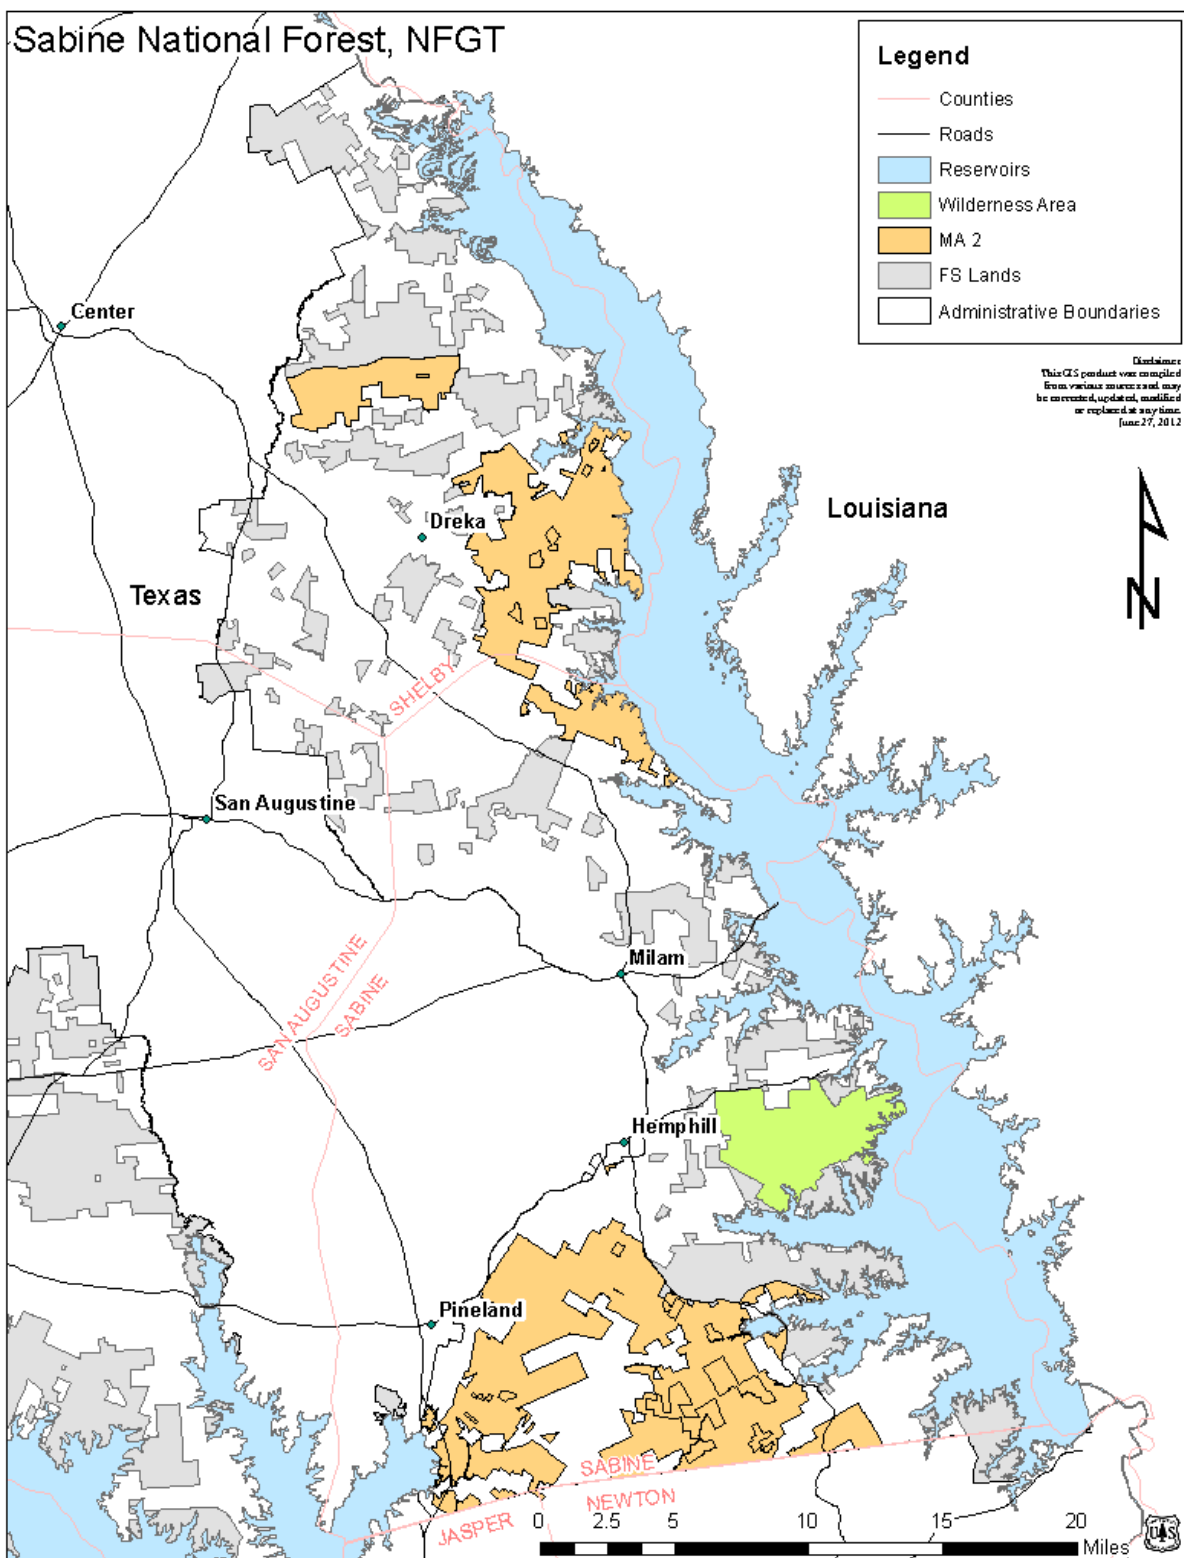 Sabine National Forest, NFGT
Legend
Counties
Roads
Reservoirs
Wilderness Area
MA 2
FS Lands
Administrative Boundaries
Disclaimer
This GIS product was compiled
from various sources and may
be corrected, updated, modified
or replaced at any time.
June 27, 2012
Center
Louisiana
Dreka
Texas
N
SHELBY
San Augustine
Milam
SAN AUGUSTINE
SABINE
Hemphill
Pineland
SABINE
NEWTON
JASPER
0 2.5 5 10 15 20
Miles
U S